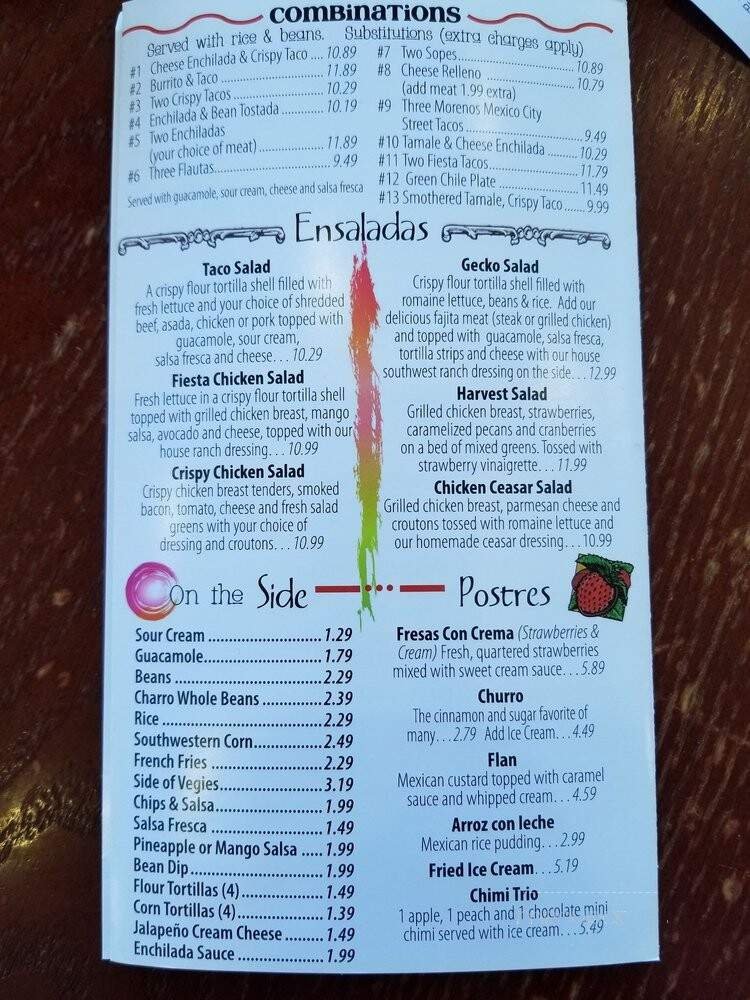 COMBINATIONS
Served with rice & beans. Substitutions (extra charges apply)
#1 Cheese Enchilada & Crispy Taco .... 10.89
#2 Burrito & Taco ........................ 11.89
#3 Two Crispy Tacos ..................... 10.29
#4 Enchilada & Bean Tostada ............ 10.19
#5 Two Enchiladas
(your choice of meat) ................ 11.89
#6 Three Flautas............................ 9.49
Served with guacamole, sour cream, cheese and salsa fresca
#7 Two Sopes............................ 10.89
#8 Cheese Relleno ..................... 10.79
(add meat 1.99 extra)
#9 Three Morenos Mexico City
Street Tacos............................ 9.49
#10 Tamale & Cheese Enchilada ........ 10.29
#11 Two Fiesta Tacos..................... 11.79
#12 Green Chile Plate ................... 11.49
#13 Smothered Tamale, Crispy Taco...... 9.99
Ensaladas
Taco Salad
A crispy flour tortilla shell filled with
fresh lettuce and your choice of shredded
beef, asada, chicken or pork topped with
guacamole, sour cream,
salsa fresca and cheese. . . 10.29
Fiesta Chicken Salad
Fresh lettuce in a crispy flour tortilla shell
topped with grilled chicken breast, mango
salsa, avocado and cheese, topped with our
house ranch dressing. . . 10.99
Crispy Chicken Salad
Crispy chicken breast tenders, smoked
bacon, tomato, cheese and fresh salad
greens with your choice of
dressing and croutons. . . 10.99
Gecko Salad
Crispy flour tortilla shell filled with
romaine lettuce, beans & rice. Add our
delicious fajita meat (steak or grilled chicken)
and topped with guacamole, salsa fresca,
tortilla strips and cheese with our house
southwest ranch dressing on the side. . . 12.99
Harvest Salad
Grilled chicken breast, strawberries,
caramelized pecans and cranberries
on a bed of mixed greens. Tossed with
strawberry vinaigrette. . . 11.99
Chicken Ceasar Salad
Grilled chicken breast, parmesan cheese and
croutons tossed with romaine lettuce and
our homemade ceasar dressing. . . 10.99
On the Side
Sour Cream ............................ 1.29
Guacamole............................. 1.79
Beans .................................. 2.29
Charro Whole Beans ............... 2.39
Rice .................................... 2.29
Southwestern Corn................. 2.49
French Fries .......................... 2.29
Side of Vegies........................ 3.19
Chips & Salsa......................... 1.99
Salsa Fresca .......................... 1.49
Pineapple or Mango Salsa ..... 1.99
Bean Dip............................... 1.99
Flour Tortillas (4).................... 1.49
Corn Tortillas (4)..................... 1.39
Jalapeño Cream Cheese ......... 1.49
Enchilada Sauce .................... 1.99
Postres
Fresas Con Crema (Strawberries &
Cream) Fresh, quartered strawberries
mixed with sweet cream sauce. . . 5.89
Churro
The cinnamon and sugar favorite of
many. . . 2.79 Add Ice Cream. . . 4.49
Flan
Mexican custard topped with caramel
sauce and whipped cream. . . 4.59
Arroz con leche
Mexican rice pudding. . . 2.99
Fried Ice Cream. . . 5.19
Chimi Trio
1 apple, 1 peach and 1 chocolate mini
chimi served with ice cream. . . 5.49